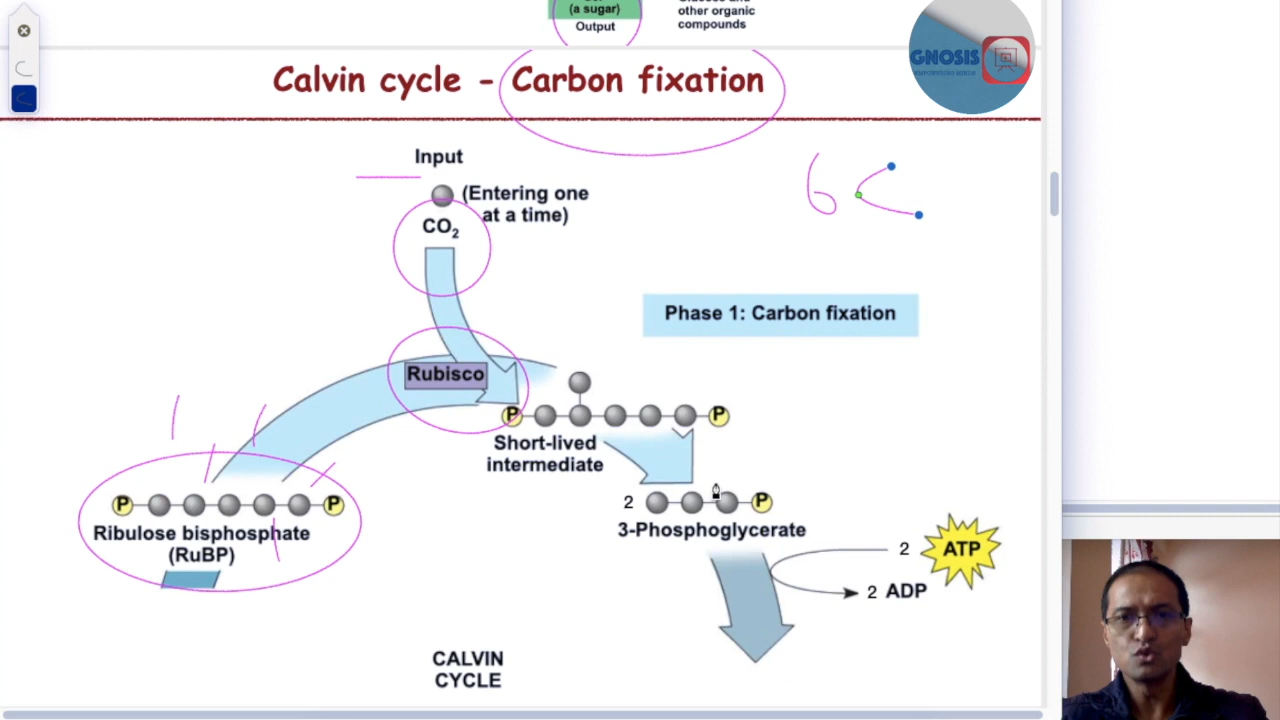 (a sugar)
Output
other organic
compounds
GNOSIS
Calvin cycle - Carbon fixation
Input
(Entering one
at a time)
CO₂
6C
Phase 1: Carbon fixation
Rubisco
P P
Short-lived
intermediate
P P
Ribulose bisphosphate
(RuBP)
2 P
3-Phosphoglycerate
2 ATP
2 ADP
CALVIN
CYCLE